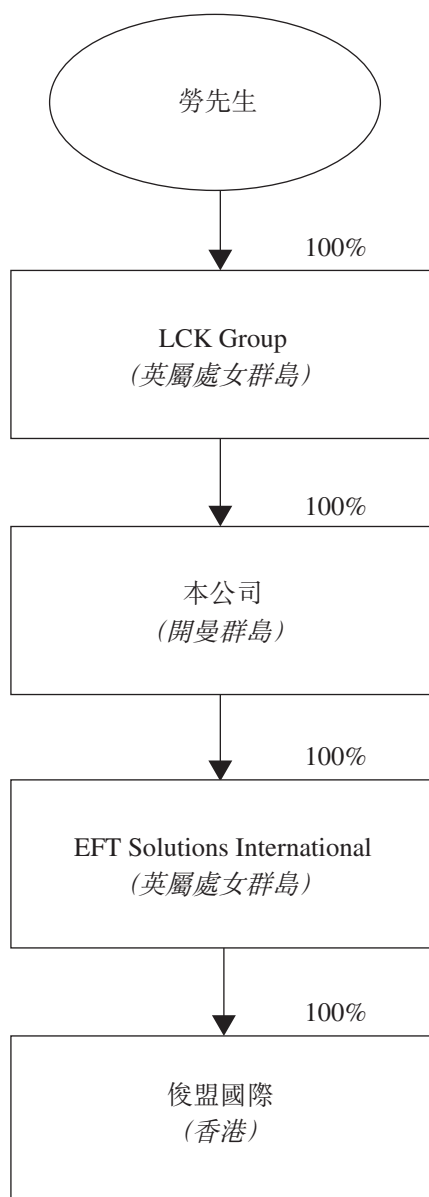 勞先生
100%
LCK Group
(英屬處女群島)
100%
本公司
(開曼群島)
100%
EFT Solutions International
(英屬處女群島)
100%
俊盟國際
(香港)